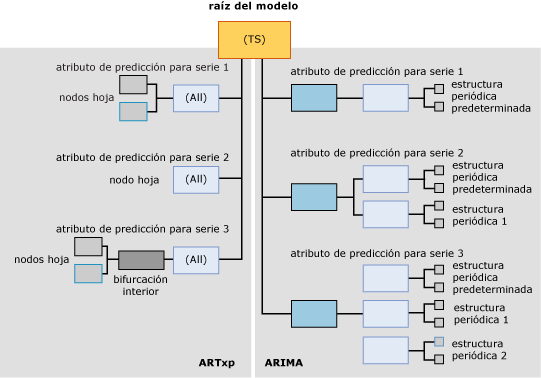 raíz del modelo
(TS)
atributo de predicción para serie 1
nodos hoja
(All)
atributo de predicción para serie 2
nodo hoja
(All)
atributo de predicción para serie 3
nodos hoja
(All)
bifurcación
interior
ARTxp
atributo de predicción para serie 1
estructura
periódica
predeterminada
atributo de predicción para serie 2
estructura
periódica
predeterminada
estructura
periódica 1
atributo de predicción para serie 3
estructura
periódica
predeterminada
estructura
periódica 1
estructura
periódica 2
ARIMA